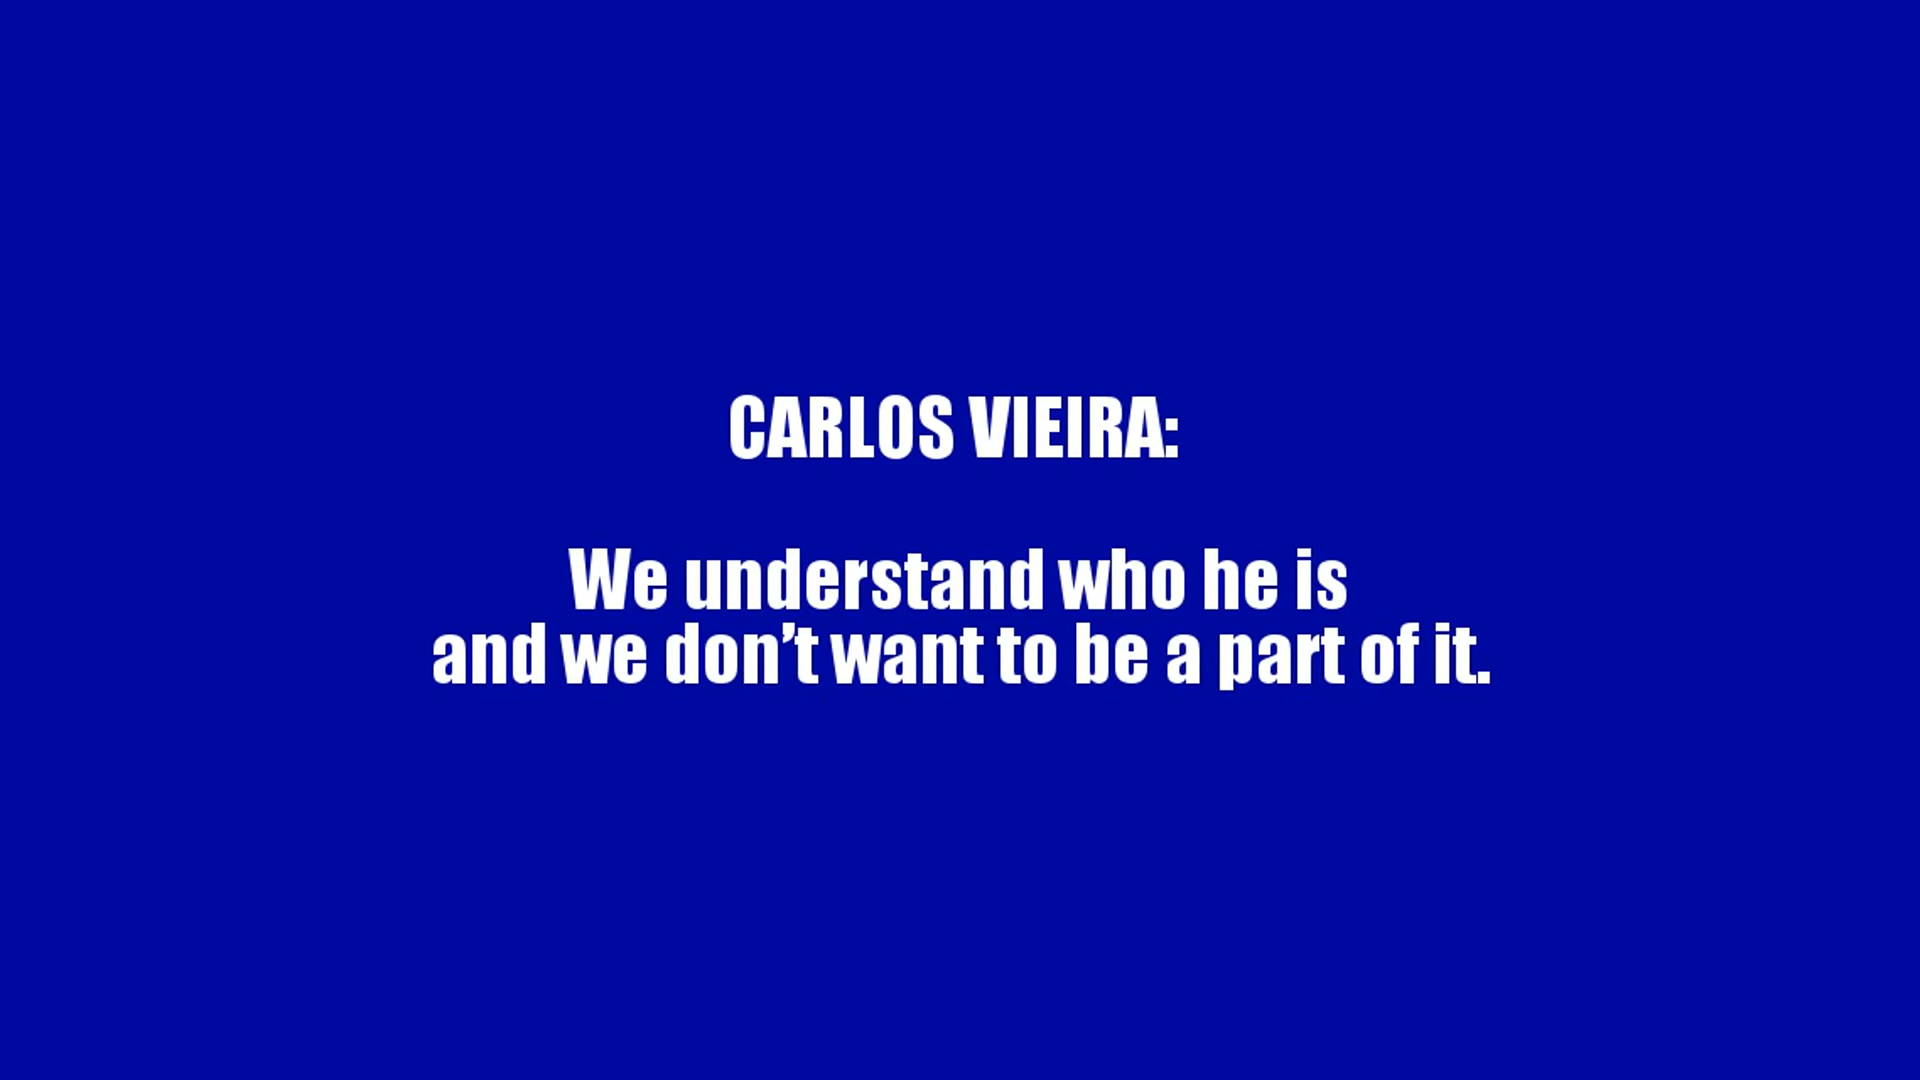 CARLOS VIEIRA:
We understand who he is
and we don’t want to be a part of it.